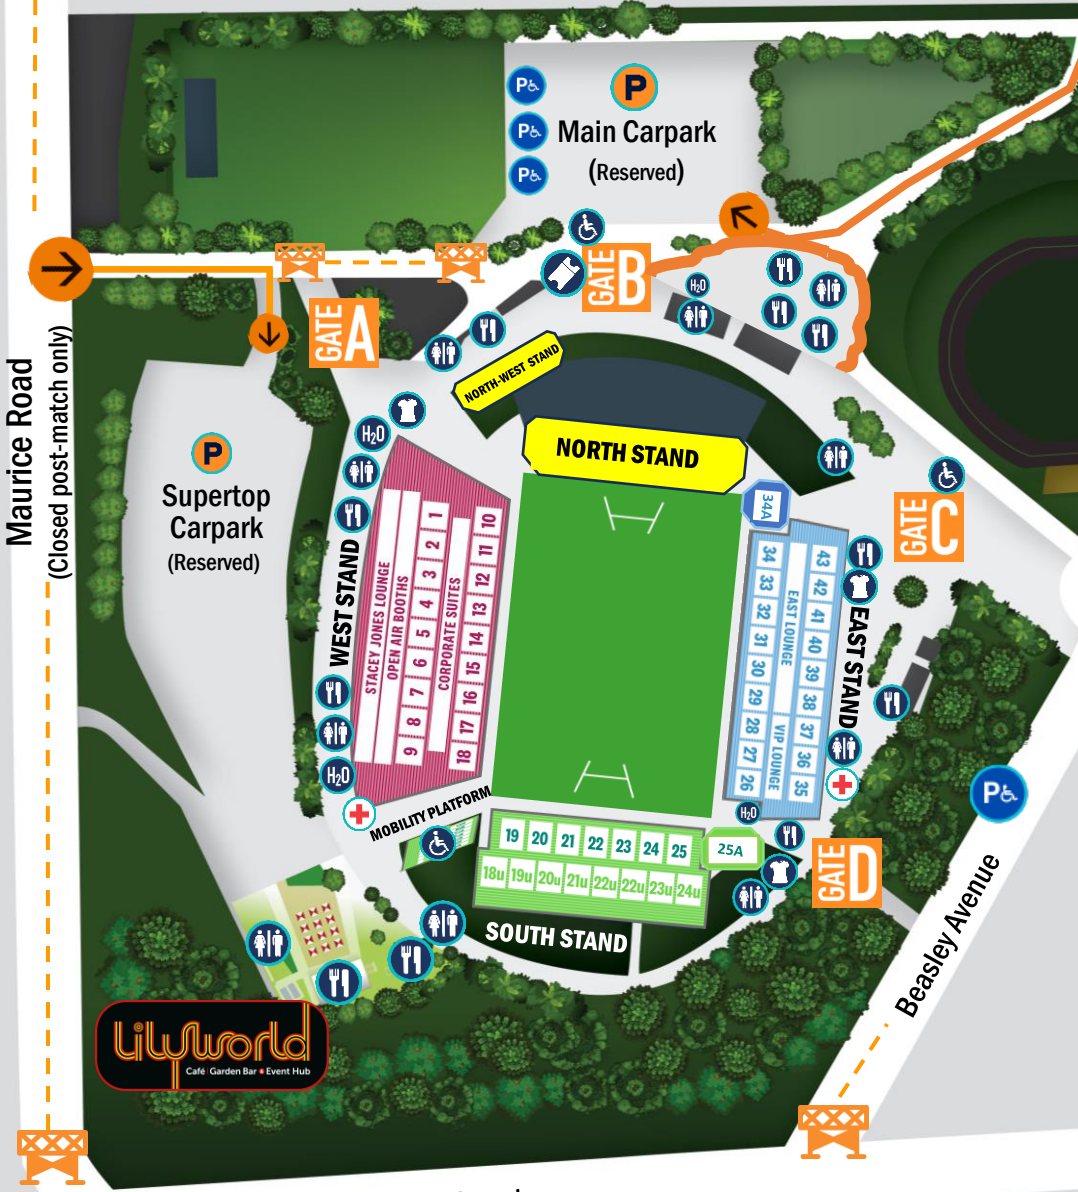 P
P
P
P
Main Carpark
(Reserved)
GATE B
GATE A
H2O
NORTH-WEST STAND
NORTH STAND
Maurice Road
(Closed post-match only)
P
Supertop
Carpark
(Reserved)
H2O
WEST STAND
STACEY JONES LOUNGE
OPEN AIR BOOTHS
1 2 3 4 5 6 7 8 9
CORPORATE SUITES
10 11 12 13 14 15 16 17 18
H2O
34A
34 33 32 31 30 29 28 27 26
EAST LOUNGE
VIP LOUNGE
43 42 41 40 39 38 37 36 35
EAST STAND
GATE C
MOBILITY PLATFORM
H2O
19 20 21 22 23 24 25
25A
18u 19u 20u 21u 22u 22u 23u 24u
SOUTH STAND
GATE D
P
Beasley Avenue
Lilyworld
Café Garden Bar Event Hub